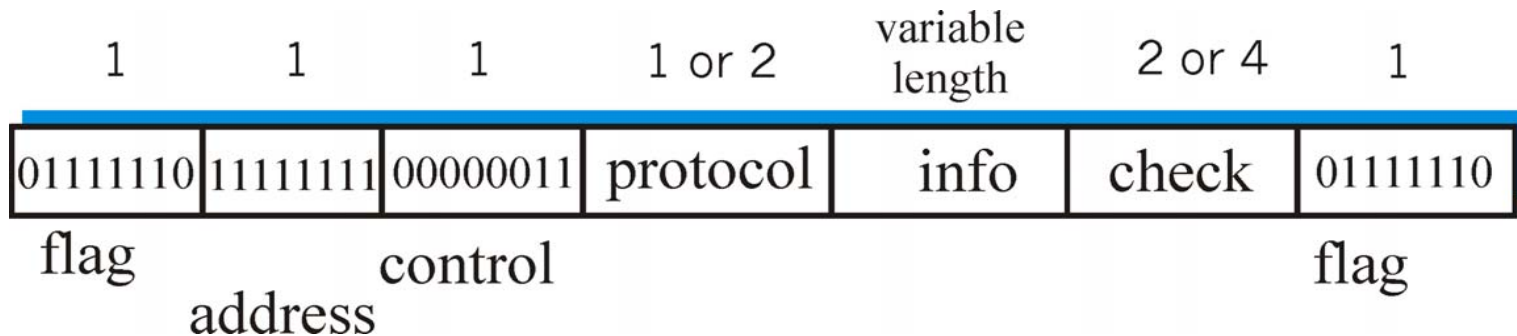 1 1 1 1 or 2 variable length 2 or 4 1
01111110 11111111 00000011 protocol info check 01111110
flag address control flag